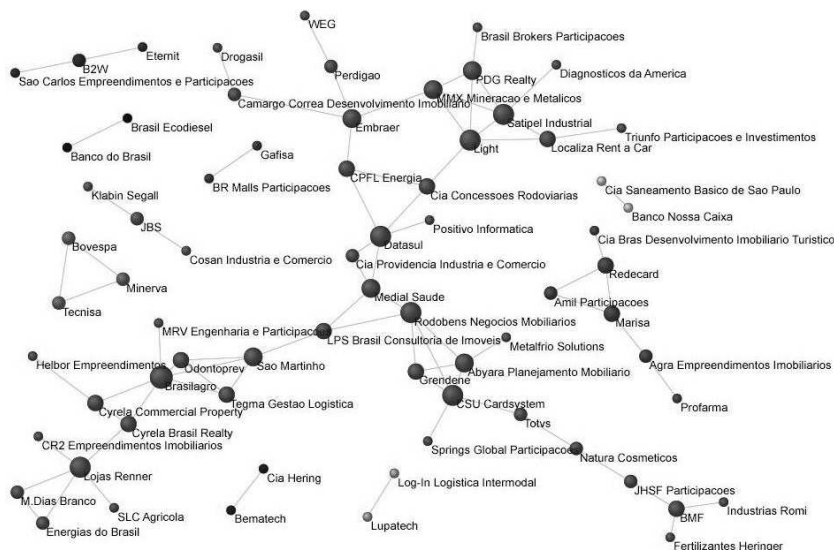 WEG
Brasil Brokers Participacoes
Eternit
Drogasil
B2W
Perdigao
PDG Realty
Diagnosticos da America
Sao Carlos Empreendimentos e Participacoes
MMX Mineracao e Metalicos
Camargo Correa Desenvolvimento Imobiliario
Satipel Industrial
Embraer
Brasil Ecodiesel
Triunfo Participacoes e Investimentos
Light
Localiza Rent a Car
Gafisa
Banco do Brasil
CPFL Energia
BR Malls Participacoes
Cia Saneamento Basico de Sao Paulo
Klabin Segall
Cia Concessoes Rodoviarias
Banco Nossa Caixa
JBS
Positivo Informatica
Cia Bras Desenvolvimento Imobiliario Turistico
Bovespa
Datasul
Cosan Industria e Comercio
Cia Providencia Industria e Comercio
Redecard
Minerva
Medial Saude
Amil Participacoes
Tecnisa
Rodobens Negocios Mobiliarios
Marisa
MRV Engenharia e Participacoes
LPS Brasil Consultoria de Imoveis
Metalfrio Solutions
Helbor Empreendimentos
Odontoprev
Sao Martinho
Agra Empreendimentos Imobiliarios
Abyara Planejamento Mobiliario
Brasilagro
Grendene
Tegma Gestao Logistica
CSU Cardsystem
Profarma
Cyrela Commercial Property
Totvs
Cyrela Brasil Realty
CR2 Empreendimentos Imobiliarios
Springs Global Participacoes
Natura Cosmeticos
Lojas Renner
Cia Hering
Log-In Logistica Intermodal
JHSF Participacoes
M.Dias Branco
SLC Agricola
Industrias Romi
BMF
Energias do Brasil
Bematech
Lupatech
Fertilizantes Heringer